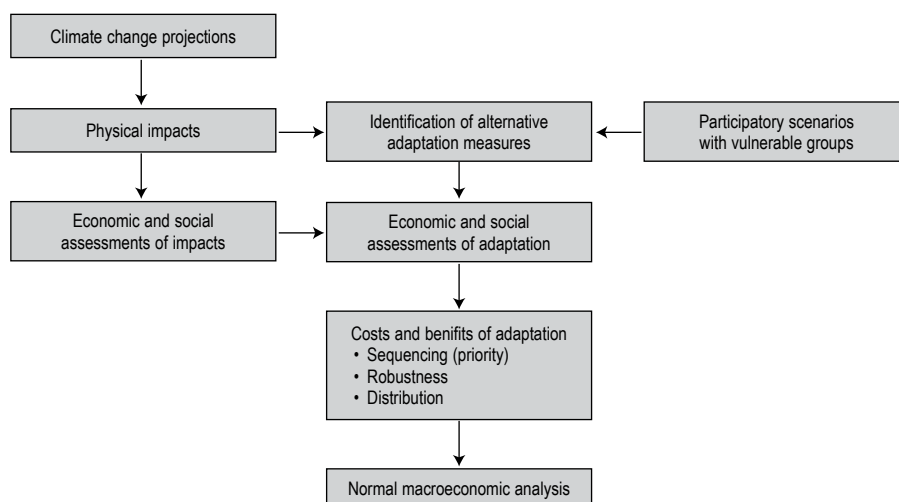 Climate change projections
Physical impacts
Identification of alternative
adaptation measures
Participatory scenarios
with vulnerable groups
Economic and social
assessments of impacts
Economic and social
assessments of adaptation
Costs and benifits of adaptation
• Sequencing (priority)
• Robustness
• Distribution
Normal macroeconomic analysis